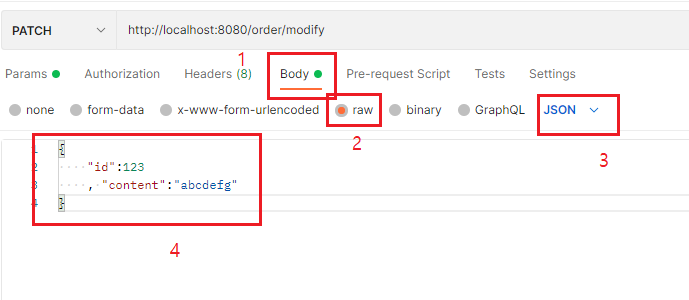 PATCH http://localhost:8080/order/modify
1
Params Authorization Headers (8) Body Pre-request Script Tests Settings
none form-data x-www-form-urlencoded raw binary GraphQL JSON
2
3
1 {
2 ····"id":123
3 ····,·"content":"abcdefg"
4 }
4